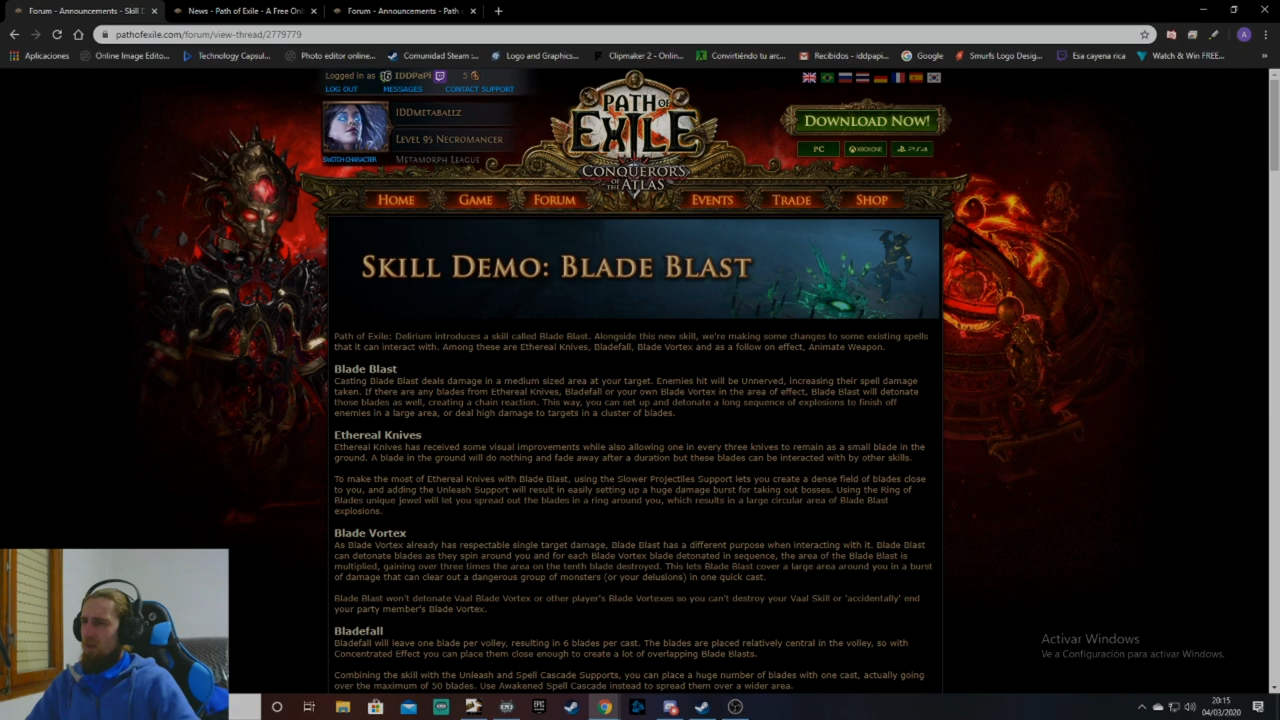 Forum - Announcements - Skill D
News - Path of Exile - A Free Onl
Forum - Announcements - Path
pathofexile.com/forum/view-thread/2779779
Aplicaciones
Online Image Edito...
Technology Capsul...
Photo editor online...
Comunidad Steam :...
Logo and Graphics...
Clipmaker 2 - Onlin...
Convirtiéndo tu arc...
Recibidos - iddpapi...
Google
Smurfs Logo Desig...
Esa cayena rica
Watch & Win FREE...
Logged in as IDDPaPi 5
LOG OUT MESSAGES CONTACT SUPPORT
IDDmetaballz
Level 95 Necromancer
Metamorph League
SWITCH CHARACTER
PATH OF EXILE
CONQUERORS OF THE ATLAS
DOWNLOAD NOW!
PC XBOXONE PS4
Home Game Forum Events Trade Shop
Skill Demo: Blade Blast
Path of Exile: Delirium introduces a skill called Blade Blast. Alongside this new skill, we're making some changes to some existing spells
that it can interact with. Among these are Ethereal Knives, Bladefall, Blade Vortex and as a follow on effect, Animate Weapon.
Blade Blast
Casting Blade Blast deals damage in a medium sized area at your target. Enemies hit will be Unnerved, increasing their spell damage
taken. If there are any blades from Ethereal Knives, Bladefall or your own Blade Vortex in the area of effect, Blade Blast will detonate
those blades as well, creating a chain reaction. This way, you can set up and detonate a long sequence of explosions to finish off
enemies in a large area, or deal high damage to targets in a cluster of blades.
Ethereal Knives
Ethereal Knives has received some visual improvements while also allowing one in every three knives to remain as a small blade in the
ground. A blade in the ground will do nothing and fade away after a duration but these blades can be interacted with by other skills.
To make the most of Ethereal Knives with Blade Blast, using the Slower Projectiles Support lets you create a dense field of blades close
to you, and adding the Unleash Support will result in easily setting up a huge damage burst for taking out bosses. Using the Ring of
Blades unique jewel will let you spread out the blades in a ring around you, which results in a large circular area of Blade Blast
explosions.
Blade Vortex
As Blade Vortex already has respectable single target damage, Blade Blast has a different purpose when interacting with it. Blade Blast
can detonate blades as they spin around you and for each Blade Vortex blade detonated in sequence, the area of the Blade Blast is
multiplied, gaining over three times the area on the tenth blade destroyed. This lets Blade Blast cover a large area around you in a burst
of damage that can clear out a dangerous group of monsters (or your delusions) in one quick cast.
Blade Blast won't detonate Vaal Blade Vortex or other player's Blade Vortexes so you can't destroy your Vaal Skill or 'accidentally' end
your party member's Blade Vortex.
Bladefall
Bladefall will leave one blade per volley, resulting in 6 blades per cast. The blades are placed relatively central in the volley, so with
Concentrated Effect you can place them close enough to create a lot of overlapping Blade Blasts.
Combining the skill with the Unleash and Spell Cascade Supports, you can place a huge number of blades with one cast, actually going
over the maximum of 50 blades. Use Awakened Spell Cascade instead to spread them over a wider area.
Activar Windows
Ve a Configuración para activar Windows.
EPIC
20:15
04/03/2020